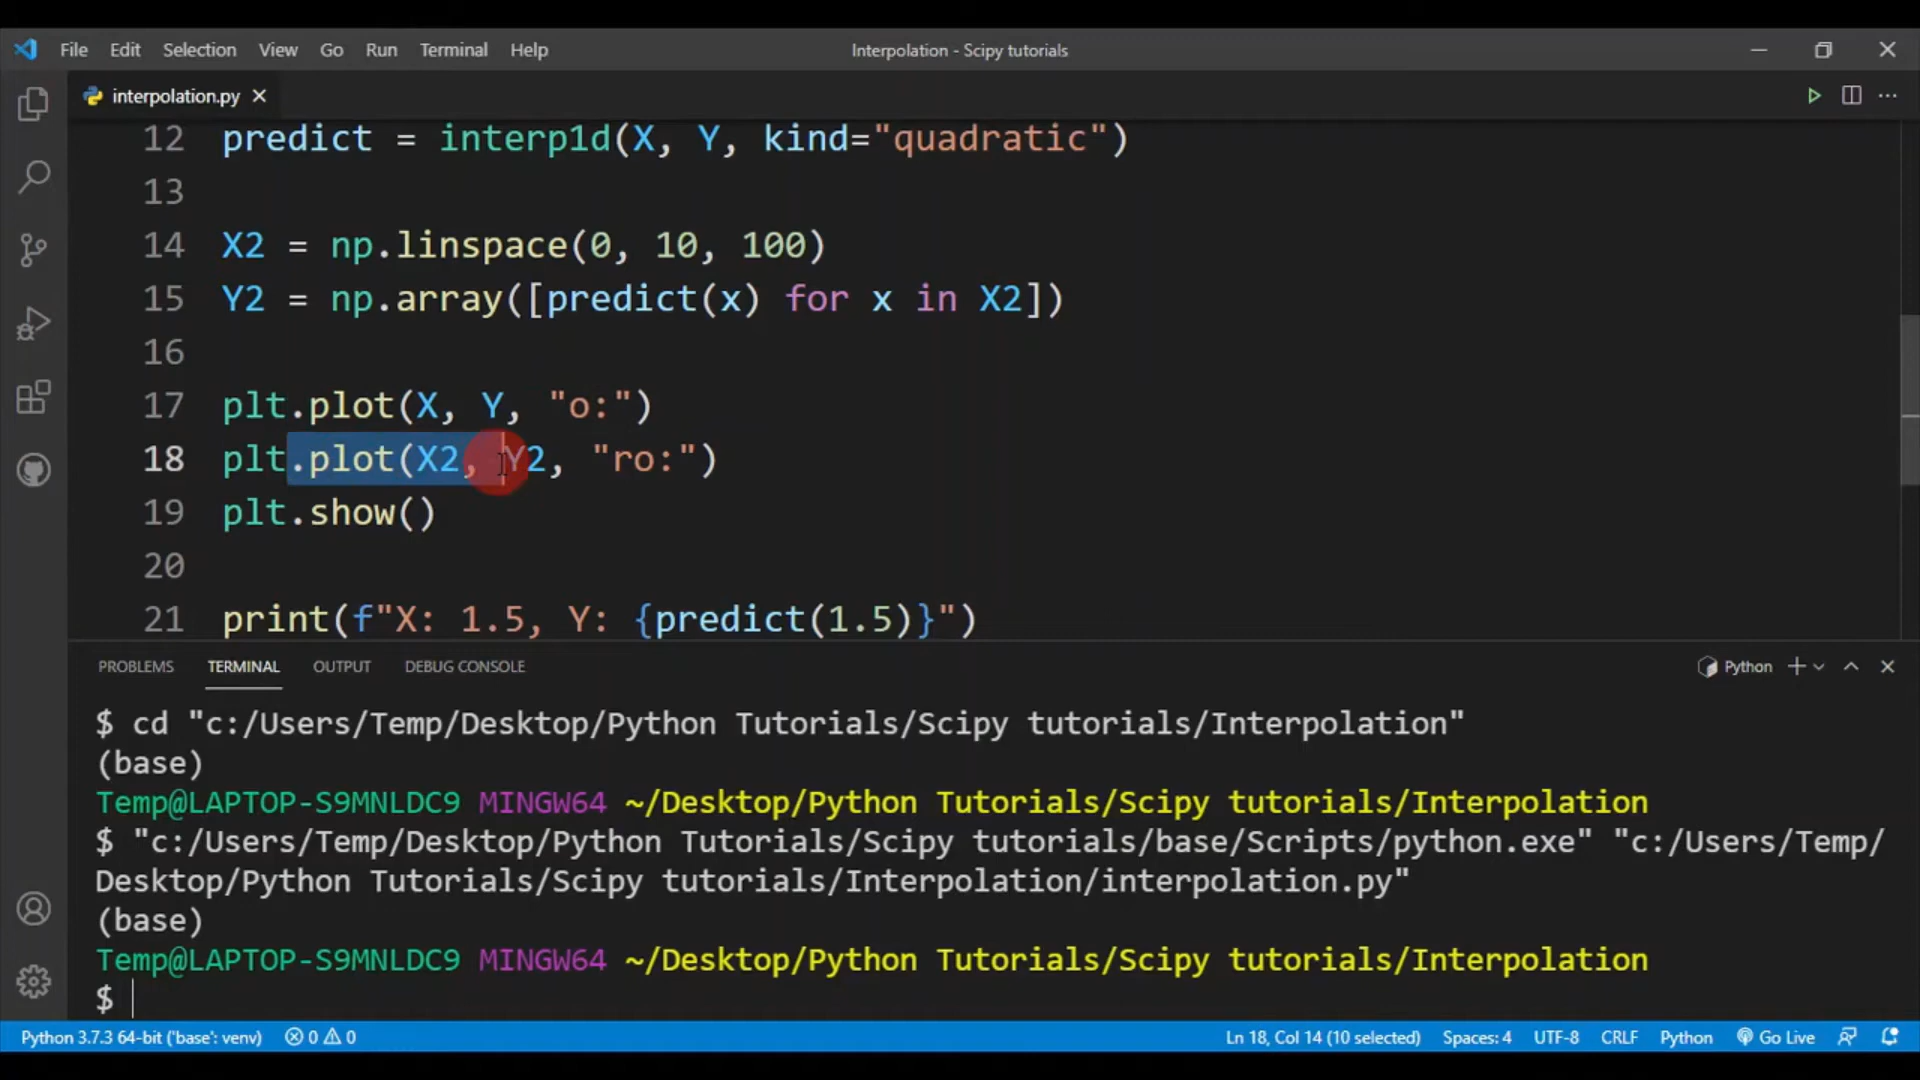 File Edit Selection View Go Run Terminal Help Interpolation - Scipy tutorials
interpolation.py
12 predict = interp1d(X, Y, kind="quadratic")
13
14 X2 = np.linspace(0, 10, 100)
15 Y2 = np.array([predict(x) for x in X2])
16
17 plt.plot(X, Y, "o:")
18 plt.plot(X2, Y2, "ro:")
19 plt.show()
20
21 print(f"X: 1.5, Y: {predict(1.5)}")
PROBLEMS TERMINAL OUTPUT DEBUG CONSOLE Python
$ cd "c:/Users/Temp/Desktop/Python Tutorials/Scipy tutorials/Interpolation"
(base)
Temp@LAPTOP-S9MNLDC9 MINGW64 ~/Desktop/Python Tutorials/Scipy tutorials/Interpolation
$ "c:/Users/Temp/Desktop/Python Tutorials/Scipy tutorials/base/Scripts/python.exe" "c:/Users/Temp/
Desktop/Python Tutorials/Scipy tutorials/Interpolation/interpolation.py"
(base)
Temp@LAPTOP-S9MNLDC9 MINGW64 ~/Desktop/Python Tutorials/Scipy tutorials/Interpolation
$
Python 3.7.3 64-bit ('base': venv) 0 0 Ln 18, Col 14 (10 selected) Spaces: 4 UTF-8 CRLF Python Go Live